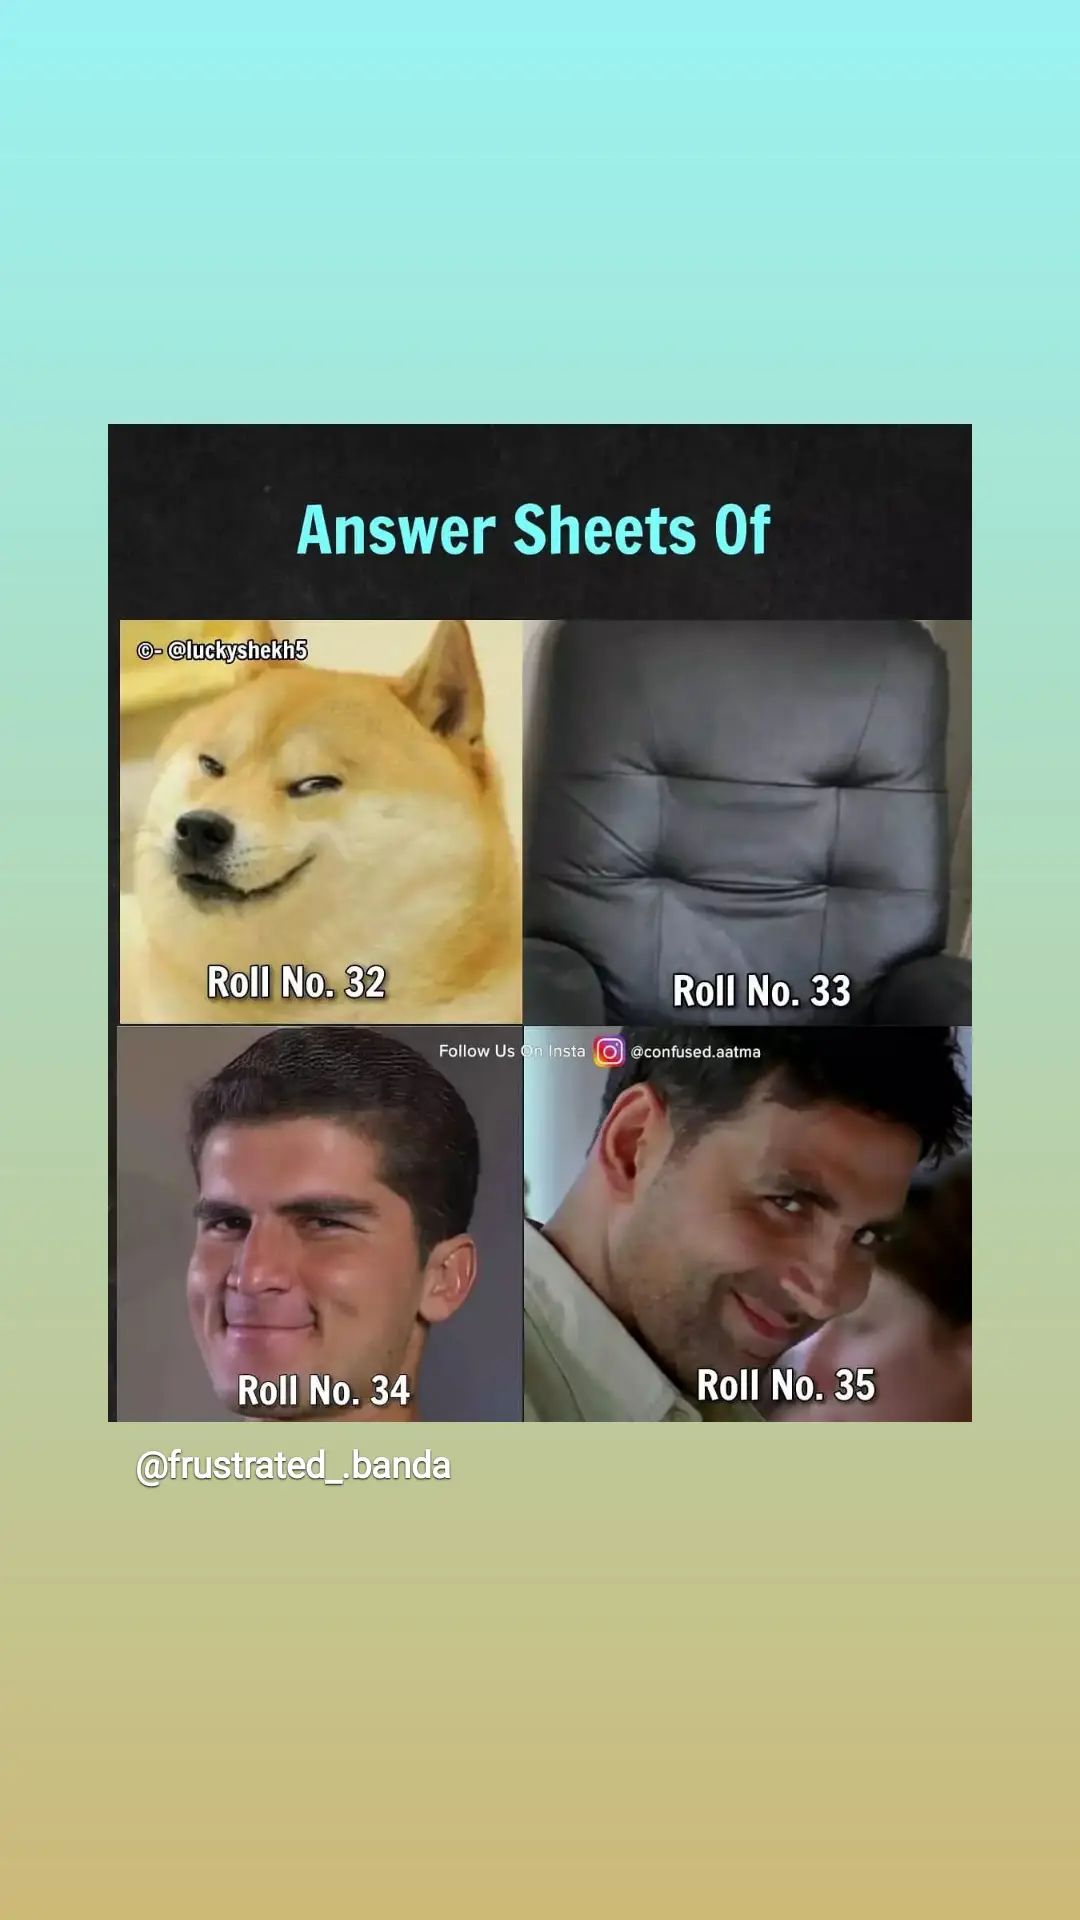 Answer Sheets Of
©- @luckyshekh5
Roll No. 32
Roll No. 33
Follow Us On Insta @confused.aatma
Roll No. 34
Roll No. 35
@frustrated_.banda